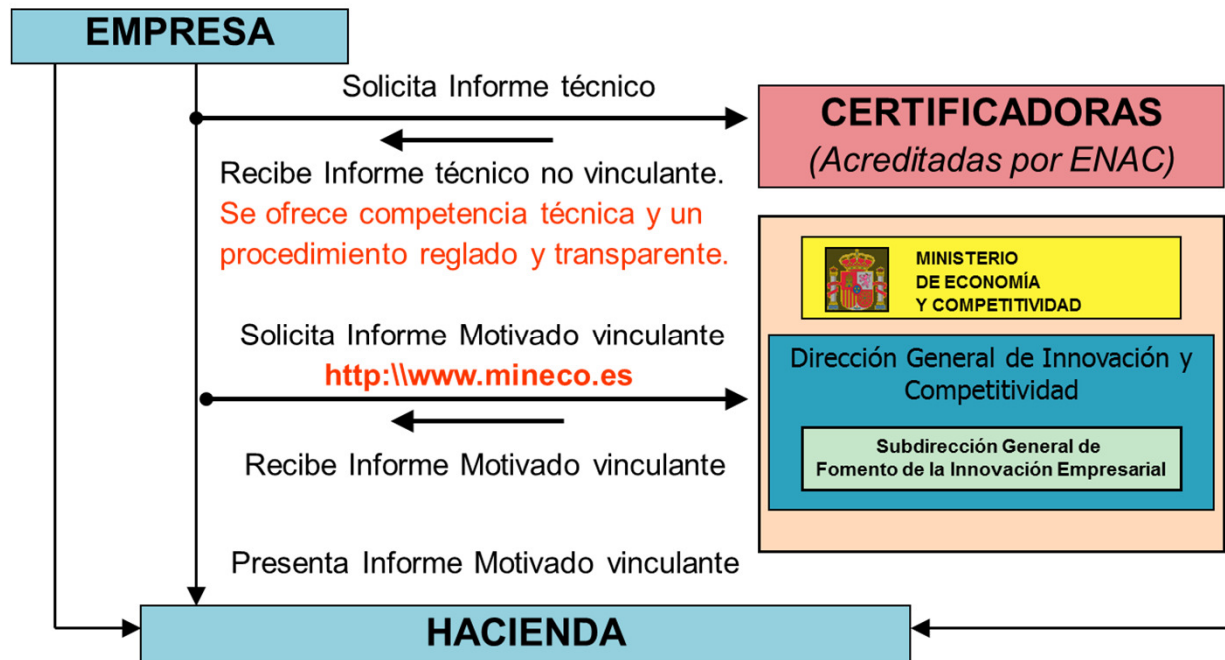 EMPRESA
Solicita Informe técnico
CERTIFICADORAS
(Acreditadas por ENAC)
Recibe Informe técnico no vinculante.
Se ofrece competencia técnica y un
procedimiento reglado y transparente.
MINISTERIO
DE ECONOMÍA
Y COMPETITIVIDAD
Solicita Informe Motivado vinculante
http:\\www.mineco.es
Dirección General de Innovación y
Competitividad
Subdirección General de
Fomento de la Innovación Empresarial
Recibe Informe Motivado vinculante
Presenta Informe Motivado vinculante
HACIENDA